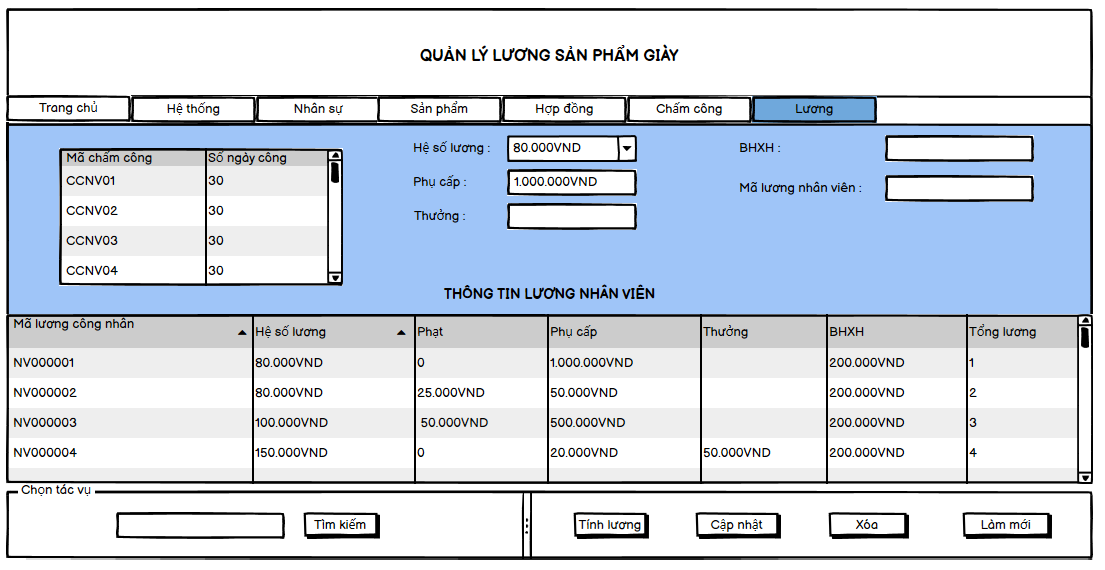 QUẢN LÝ LƯƠNG SẢN PHẨM GIÀY
Trang chủ Hệ thống Nhân sự Sản phẩm Hợp đồng Chấm công Lương
Mã chấm công Số ngày công
CCNV01 30
CCNV02 30
CCNV03 30
CCNV04 30
Hệ số lương : 80.000VND
Phụ cấp : 1.000.000VND
Thưởng :
BHXH :
Mã lương nhân viên :
THÔNG TIN LƯƠNG NHÂN VIÊN
Mã lương công nhân Hệ số lương Phạt Phụ cấp Thưởng BHXH Tổng lương
NV000001 80.000VND 0 1.000.000VND 200.000VND 1
NV000002 80.000VND 25.000VND 50.000VND 200.000VND 2
NV000003 100.000VND 50.000VND 500.000VND 200.000VND 3
NV000004 150.000VND 0 20.000VND 50.000VND 200.000VND 4
Chọn tác vụ
Tìm kiếm Tính lương Cập nhật Xóa Làm mới